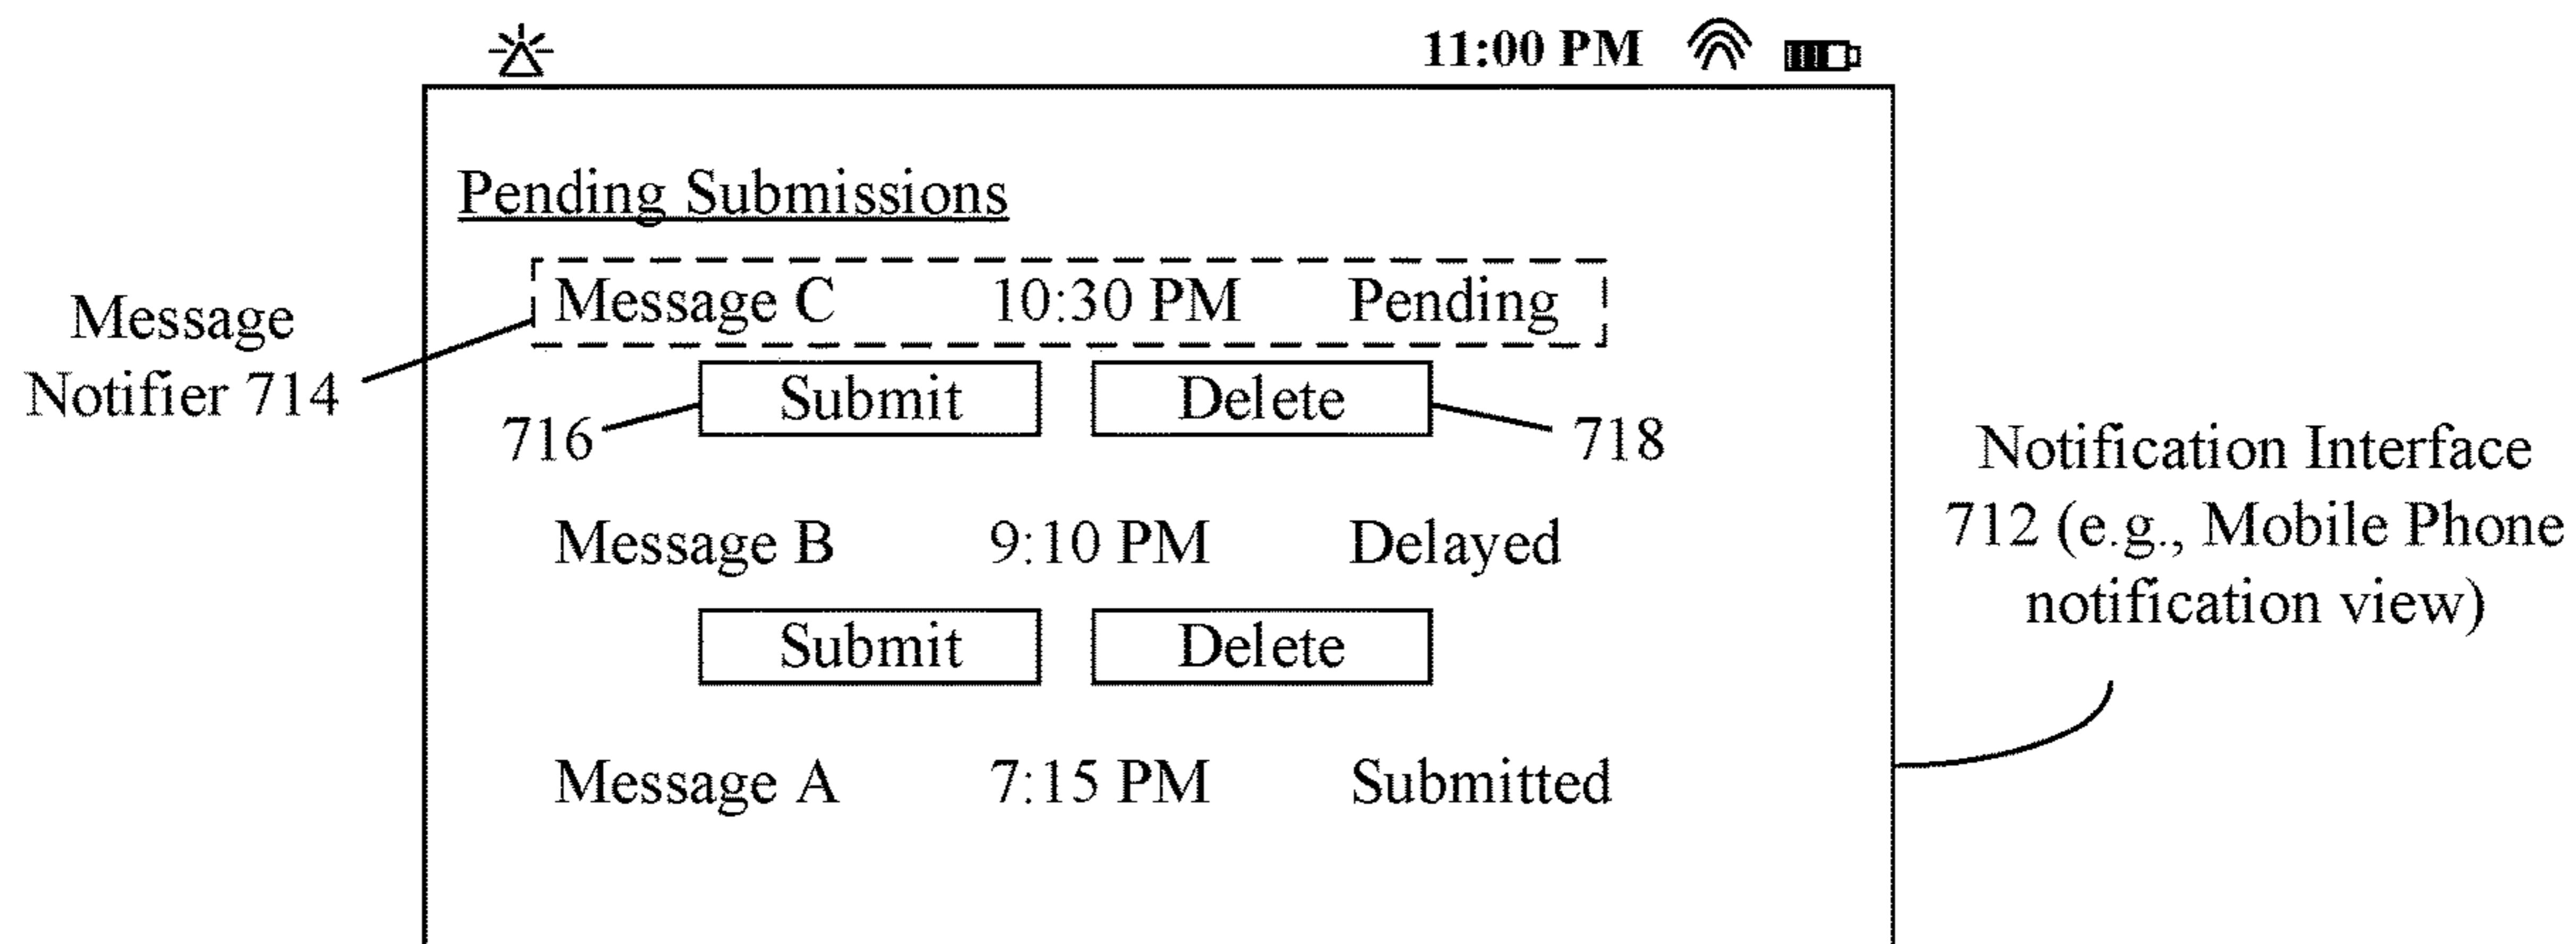 11:00 PM
Pending Submissions
Message C 10:30 PM Pending
Message
Notifier 714
Submit Delete
716 718
Notification Interface
712 (e.g., Mobile Phone
notification view)
Message B 9:10 PM Delayed
Submit Delete
Message A 7:15 PM Submitted